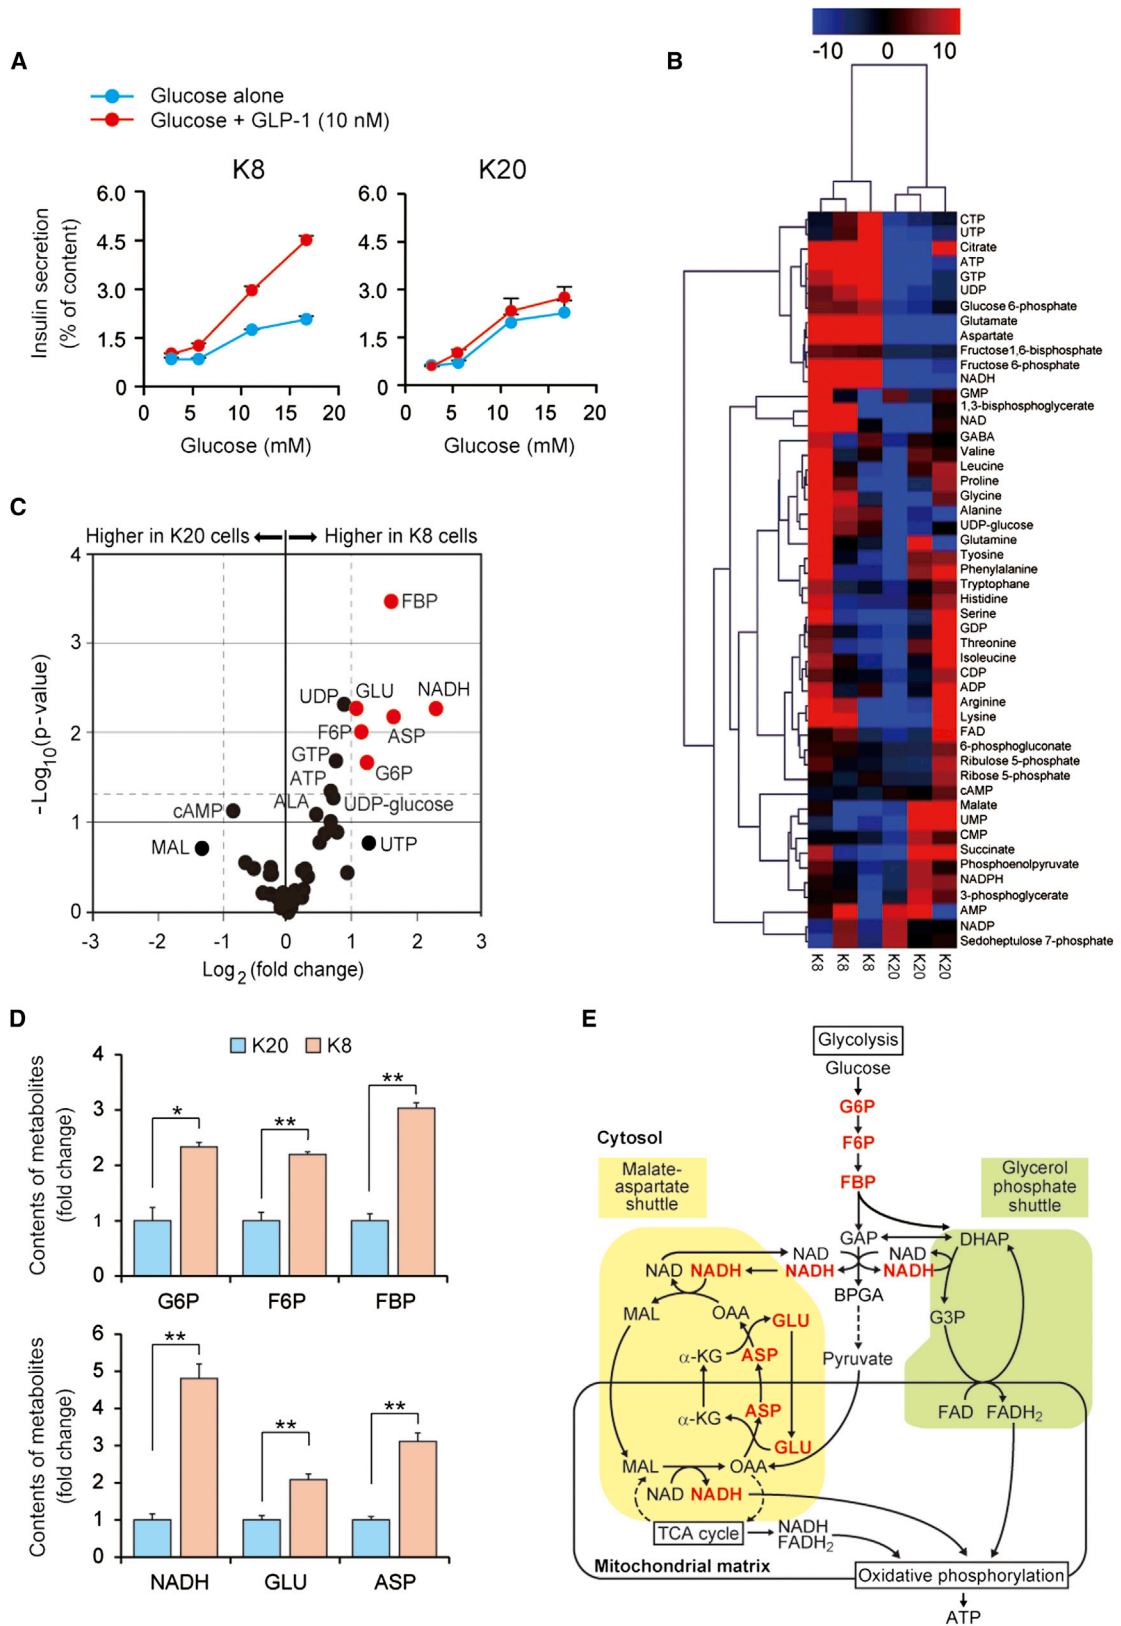 A
Glucose alone
Glucose + GLP-1 (10 nM)
K8
K20
Insulin secretion
(% of content)
6.0
4.5
3.0
1.5
0
0
5
10
15
20
Glucose (mM)
6.0
4.5
3.0
1.5
0
0
5
10
15
20
Glucose (mM)
B
-10
0
10
CTP
UTP
Citrate
ATP
GTP
UDP
Glucose 6-phosphate
Glutamate
Aspartate
Fructose1,6-bisphosphate
Fructose 6-phosphate
NADH
GMP
1,3-bisphosphoglycerate
NAD
GABA
Valine
Leucine
Proline
Glycine
Alanine
UDP-glucose
Glutamine
Tyosine
Phenylalanine
Tryptophane
Histidine
Serine
GDP
Threonine
Isoleucine
CDP
ADP
Arginine
Lysine
FAD
6-phosphogluconate
Ribulose 5-phosphate
Ribose 5-phosphate
cAMP
Malate
UMP
CMP
Succinate
Phosphoenolpyruvate
NADPH
3-phosphoglycerate
AMP
NADP
Sedoheptulose 7-phosphate
K8
K8
K8
K20
K20
K20
C
Higher in K20 cells
Higher in K8 cells
-Log10(p-value)
4
3
2
1
0
FBP
UDP
GLU
NADH
F6P
ASP
GTP
G6P
ATP
ALA
UDP-glucose
cAMP
MAL
UTP
-3
-2
-1
0
1
2
3
Log2(fold change)
D
K20
K8
Contents of metabolites
(fold change)
4
3
2
1
0
*
**
**
G6P
F6P
FBP
Contents of metabolites
(fold change)
6
5
4
3
2
1
0
**
**
**
NADH
GLU
ASP
E
Glycolysis
Glucose
G6P
F6P
FBP
Cytosol
Malate-
aspartate
shuttle
Glycerol
phosphate
shuttle
GAP
DHAP
NAD
NAD
NAD
NADH
NADH
NADH
BPGA
MAL
OAA
GLU
G3P
α-KG
ASP
Pyruvate
α-KG
ASP
FAD
FADH2
GLU
MAL
OAA
NAD
NADH
TCA cycle
NADH
FADH2
Mitochondrial matrix
Oxidative phosphorylation
ATP